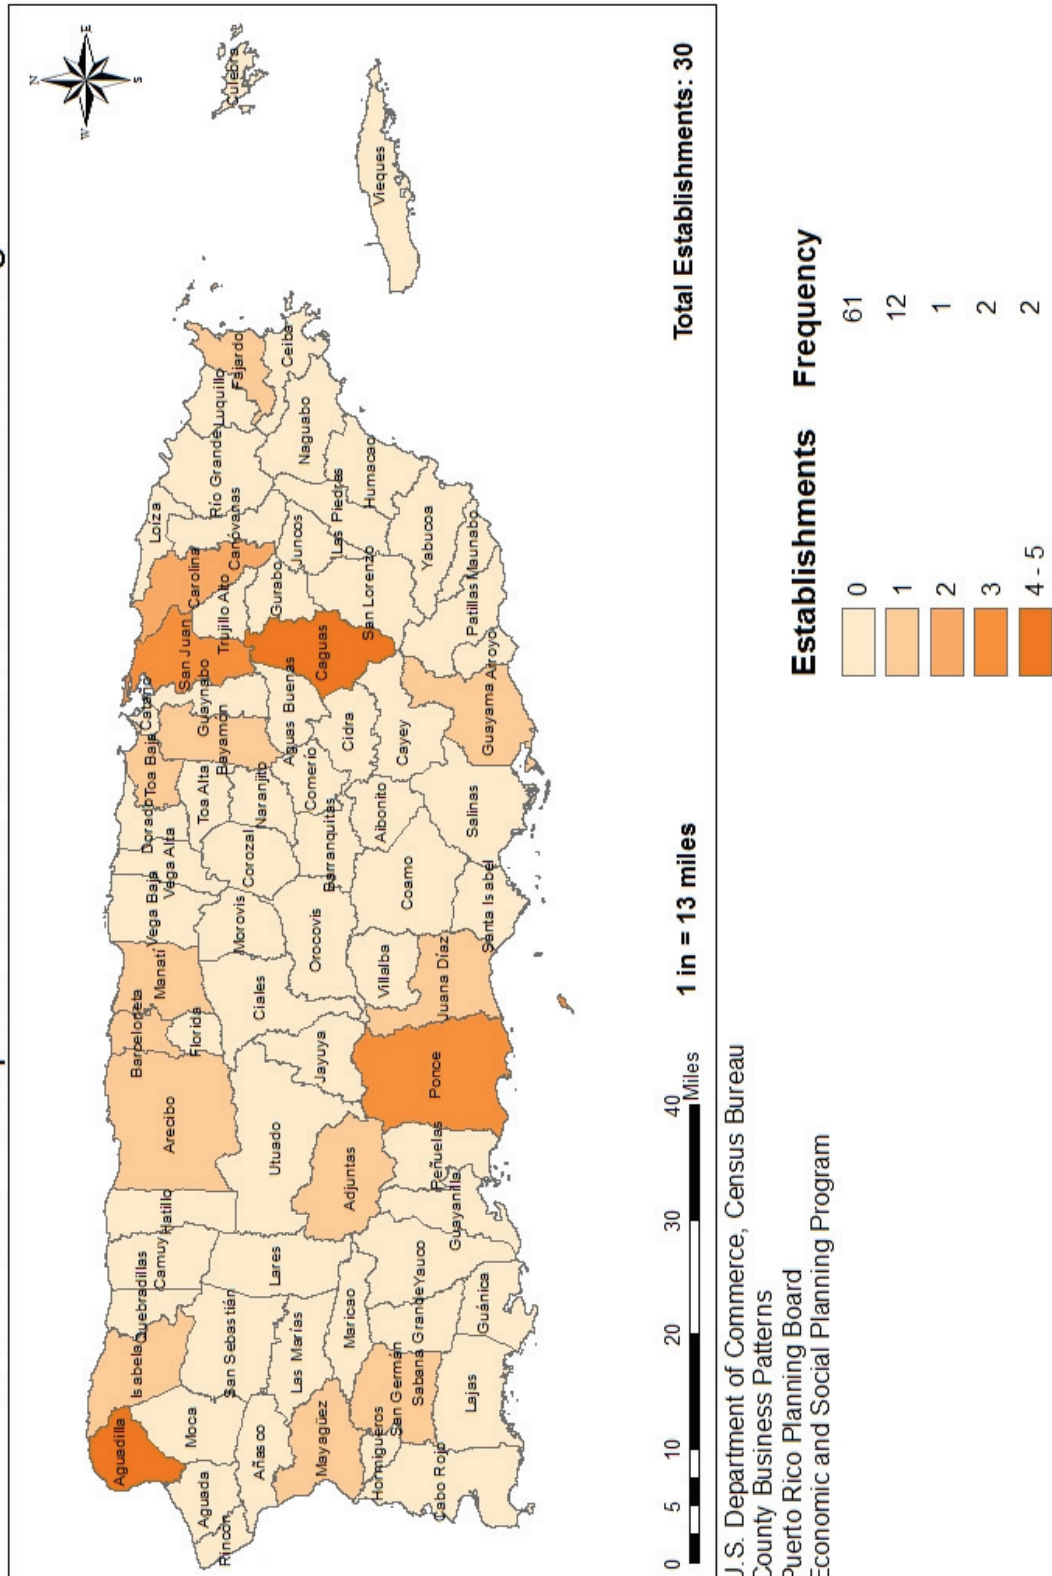 N
W
E
S
Culebra
Vieques
Fajardo
Ceiba
Luquillo
Río Grande
Naguabo
Loíza
Canóvanas
Las Piedras
Humacao
Carolina
Juncos
Yabucoa
Trujillo Alto
Gurabo
San Lorenzo
Maunabo
San Juan
Caguas
Patillas
Guaynabo
Aguas Buenas
Arroyo
Cataño
Bayamón
Cidra
Cayey
Guayama
Toa Baja
Toa Alta
Naranjito
Comerío
Aibonito
Salinas
Dorado
Vega Alta
Corozal
Barranquitas
Coamo
Vega Baja
Morovis
Orocovis
Santa Isabel
Manatí
Ciales
Villalba
Juana Díaz
Barceloneta
Florida
Jayuya
Ponce
Arecibo
Utuado
Adjuntas
Peñuelas
Hatillo
Guayanilla
Camuy
Lares
Yauco
Quebradillas
San Sebastián
Las Marías
Maricao
Sabana Grande
Guánica
Isabela
San Germán
Lajas
Aguadilla
Moca
Mayagüez
Hormigueros
Añasco
Aguada
Cabo Rojo
Rincón
0 5 10 20 30 40
Miles
1 in = 13 miles
Total Establishments: 30
U.S. Department of Commerce, Census Bureau
County Business Patterns
Puerto Rico Planning Board
Economic and Social Planning Program
Establishments Frequency
0 61
1 12
2 1
3 2
4 - 5 2